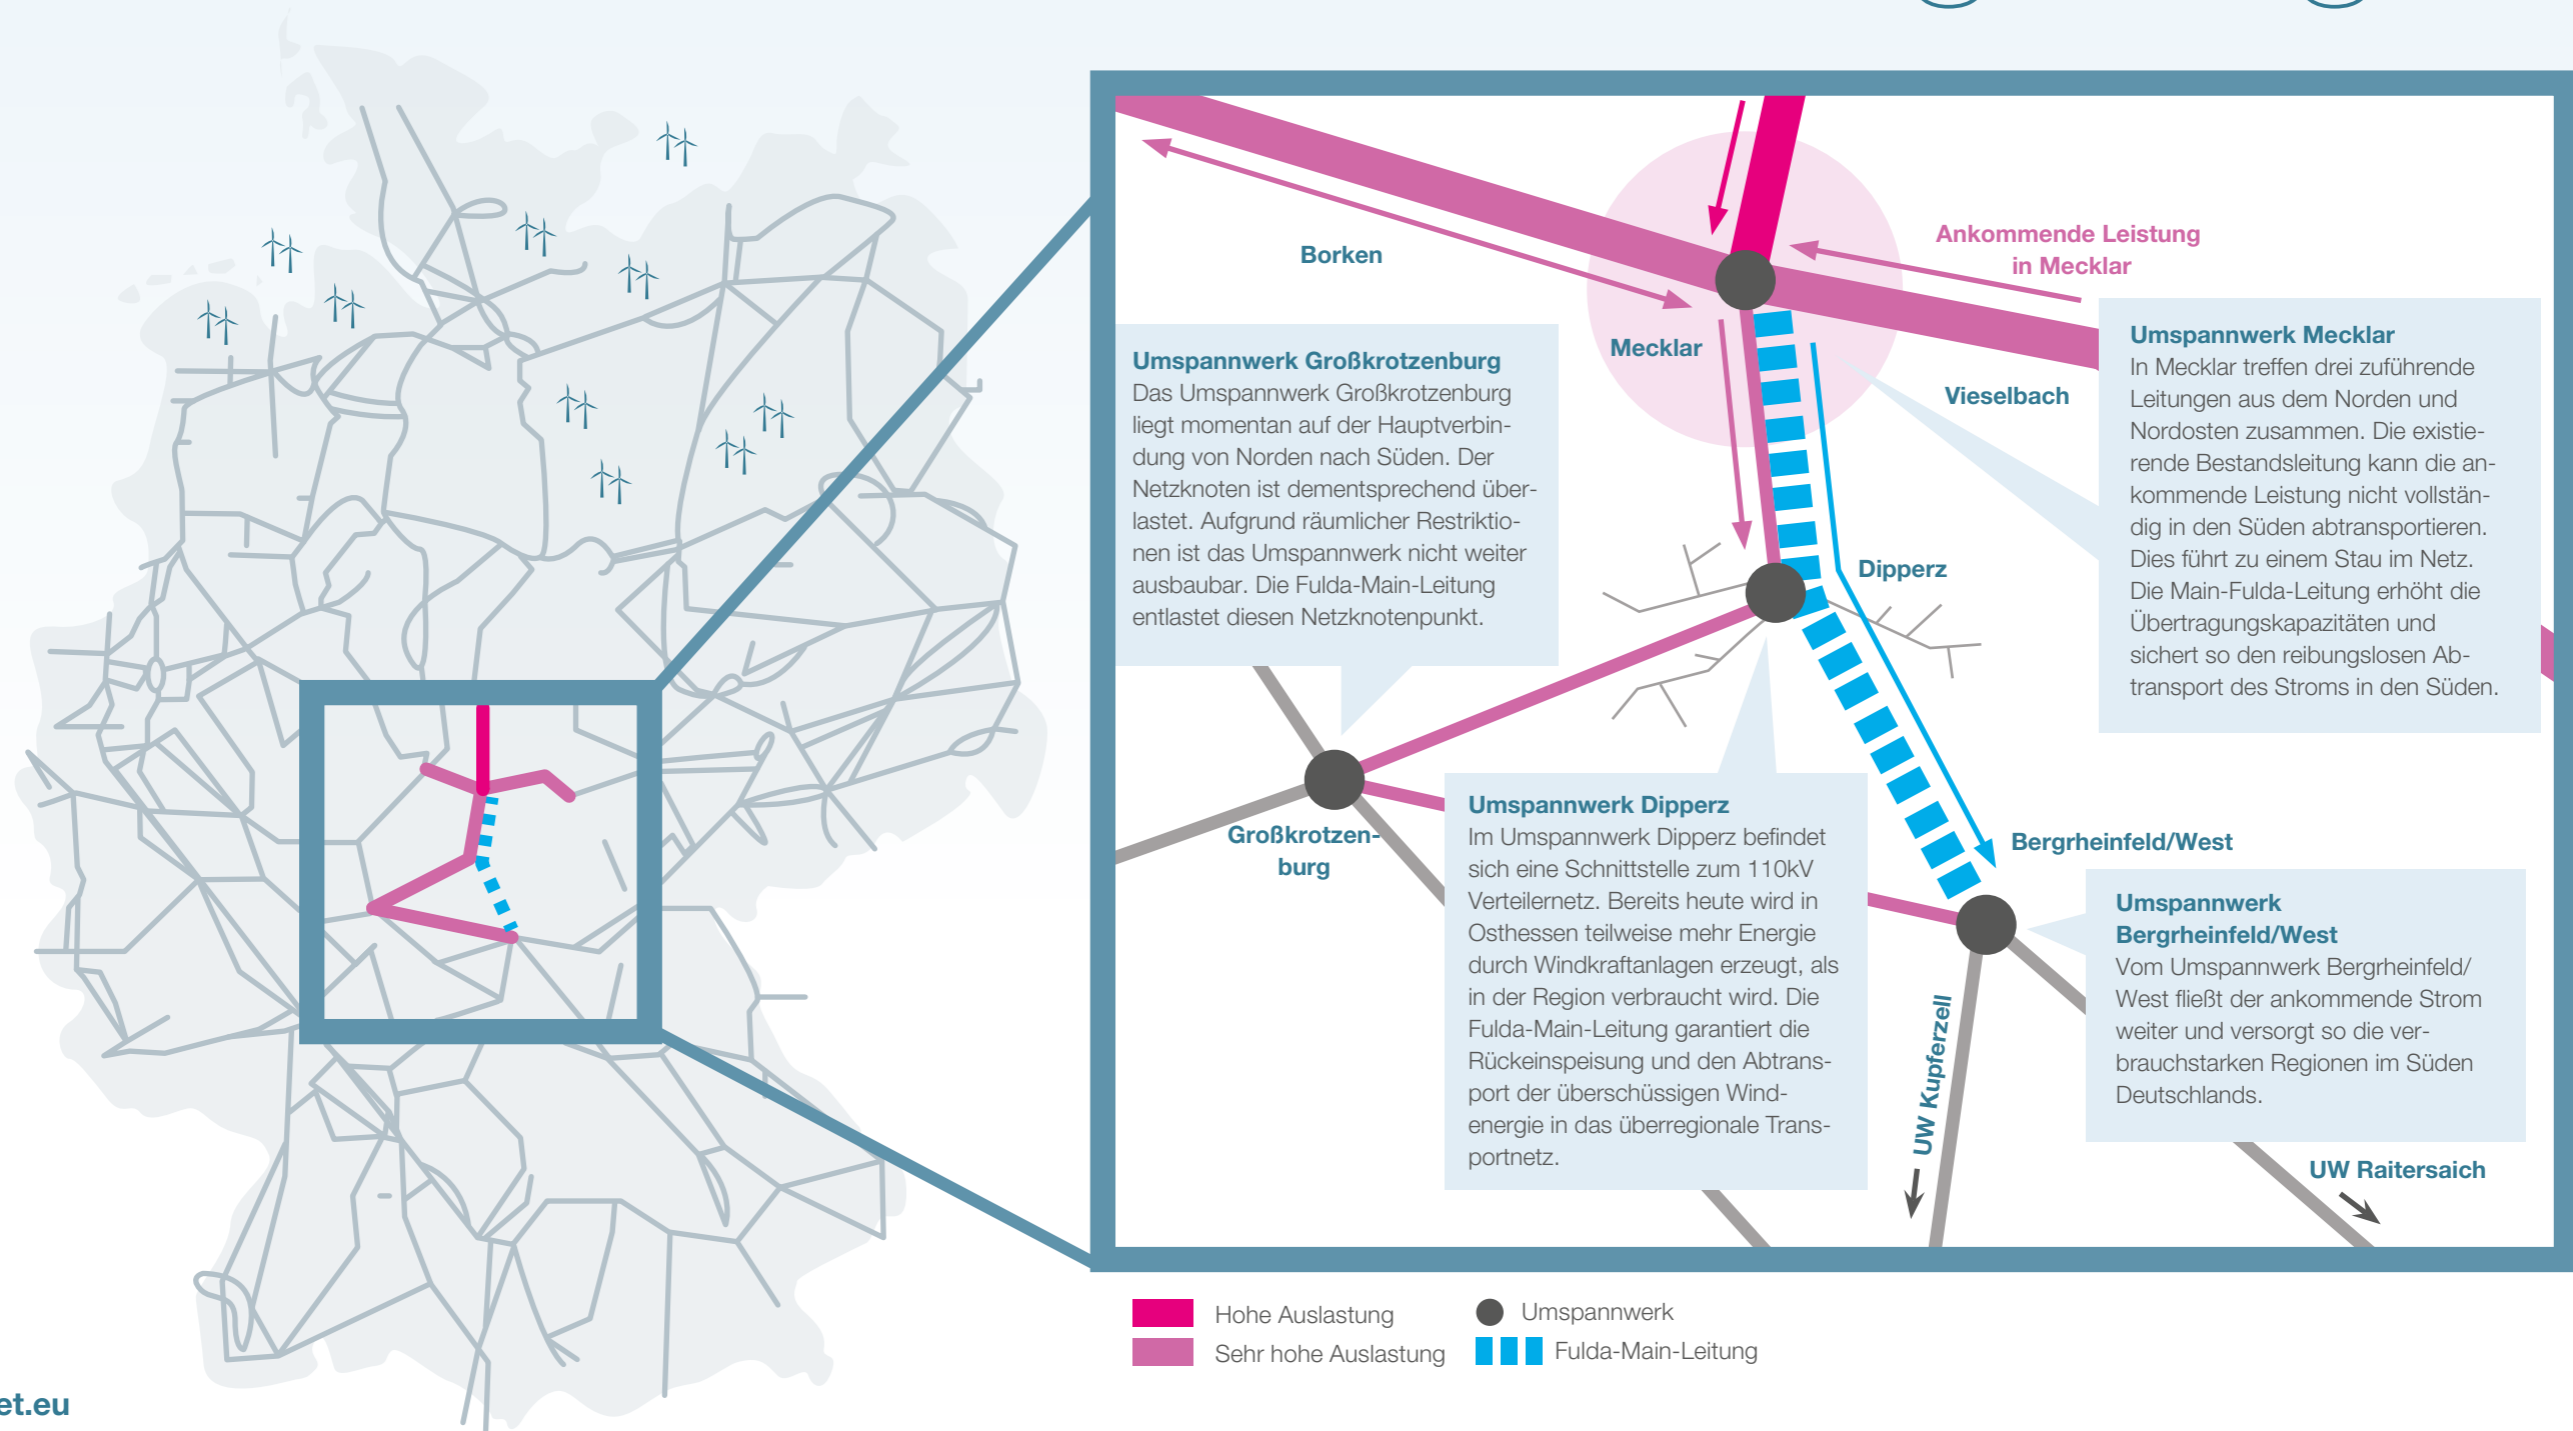 Borken
Ankommende Leistung
in Mecklar
Mecklar
Vieselbach
Umspannwerk Großkrotzenburg
Das Umspannwerk Großkrotzenburg
liegt momentan auf der Hauptverbin-
dung von Norden nach Süden. Der
Netzknoten ist dementsprechend über-
lastet. Aufgrund räumlicher Restriktio-
nen ist das Umspannwerk nicht weiter
ausbaubar. Die Fulda-Main-Leitung
entlastet diesen Netzknotenpunkt.
Umspannwerk Mecklar
In Mecklar treffen drei zuführende
Leitungen aus dem Norden und
Nordosten zusammen. Die existie-
rende Bestandsleitung kann die an-
kommende Leistung nicht vollstän-
dig in den Süden abtransportieren.
Dies führt zu einem Stau im Netz.
Die Main-Fulda-Leitung erhöht die
Übertragungskapazitäten und
sichert so den reibungslosen Ab-
transport des Stroms in den Süden.
Dipperz
Großkrotzen-
burg
Umspannwerk Dipperz
Im Umspannwerk Dipperz befindet
sich eine Schnittstelle zum 110kV
Verteilernetz. Bereits heute wird in
Osthessen teilweise mehr Energie
durch Windkraftanlagen erzeugt, als
in der Region verbraucht wird. Die
Fulda-Main-Leitung garantiert die
Rückeinspeisung und den Abtrans-
port der überschüssigen Wind-
energie in das überregionale Trans-
portnetz.
Bergrheinfeld/West
Umspannwerk
Bergrheinfeld/West
Vom Umspannwerk Bergrheinfeld/
West fließt der ankommende Strom
weiter und versorgt so die ver-
brauchstarken Regionen im Süden
Deutschlands.
UW Kupferzell
UW Raitersaich
Hohe Auslastung
Sehr hohe Auslastung
Umspannwerk
Fulda-Main-Leitung
et.eu